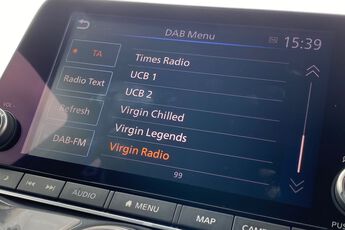 DAB Menu
15:39
TA
Times Radio
UCB 1
Radio Text
UCB 2
Refresh
Virgin Chilled
Virgin Legends
DAB-FM
Virgin Radio
99
VOL
AUDIO
MENU
MAP